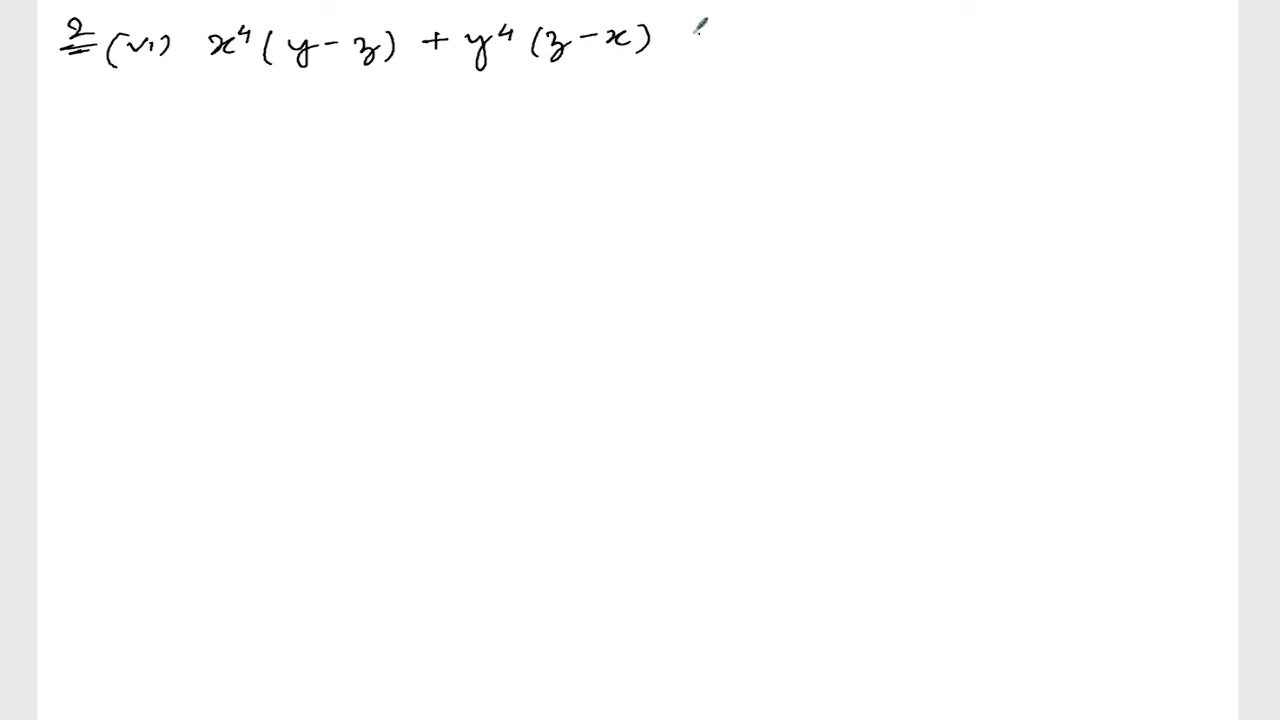 2 (vi) x⁴(y-z) + y⁴(z-x)